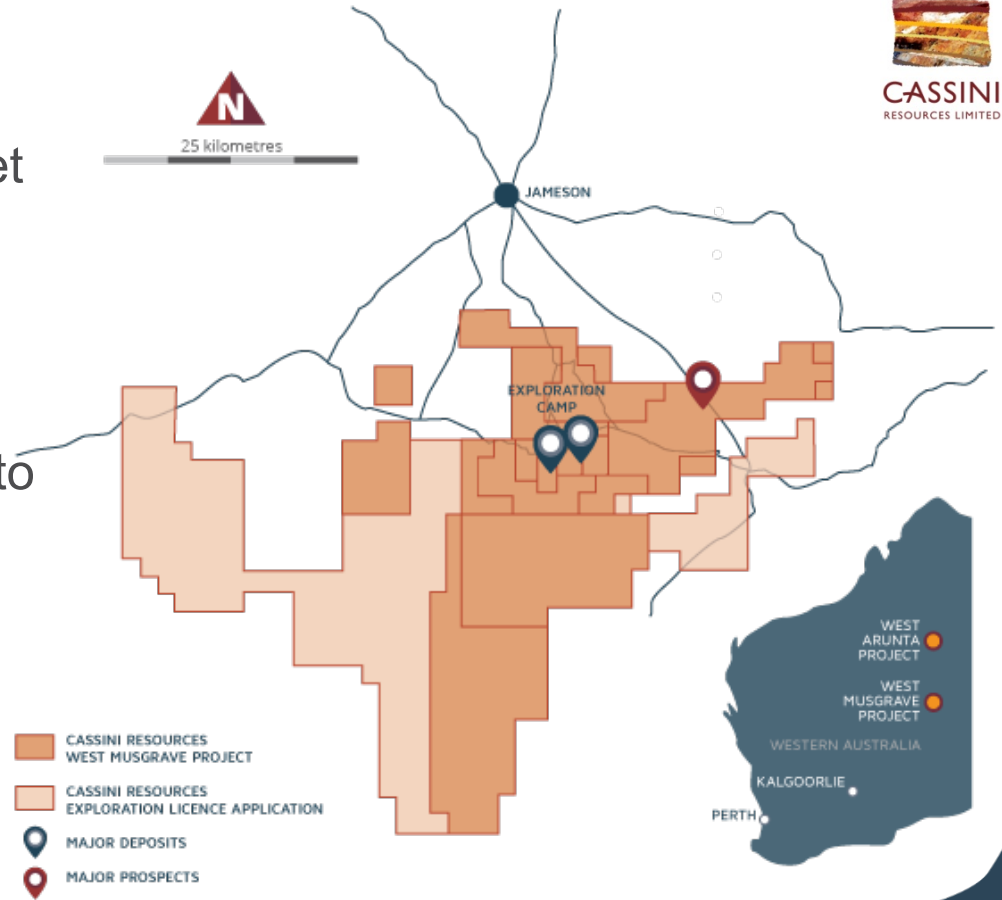 CASSINI
RESOURCES LIMITED
N
25 kilometres
et
JAMESON
EXPLORATION
CAMP
to
WEST
ARUNTA
PROJECT
WEST
MUSGRAVE
PROJECT
WESTERN AUSTRALIA
KALGOORLIE
PERTH
CASSINI RESOURCES
WEST MUSGRAVE PROJECT
CASSINI RESOURCES
EXPLORATION LICENCE APPLICATION
MAJOR DEPOSITS
MAJOR PROSPECTS